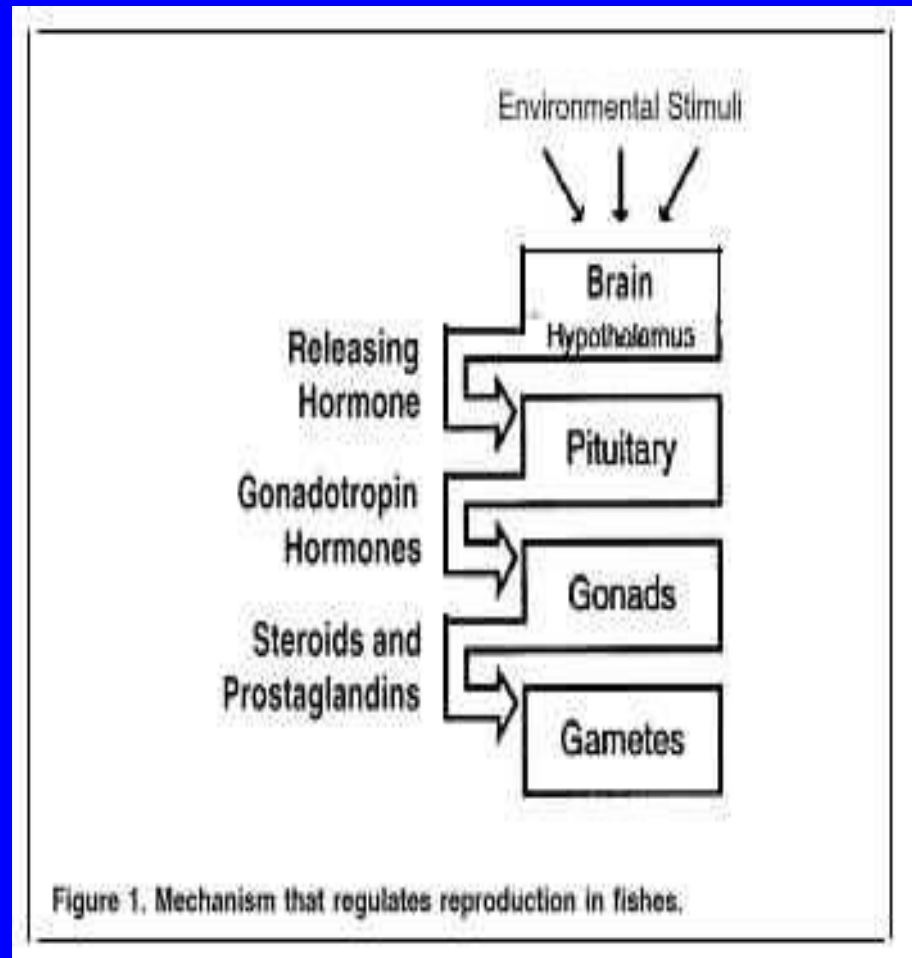 Environmental Stimuli
Brain
Hypothalamus
Releasing
Hormone
Pituitary
Gonadotropin
Hormones
Gonads
Steroids and
Prostaglandins
Gametes
Figure 1. Mechanism that regulates reproduction in fishes.